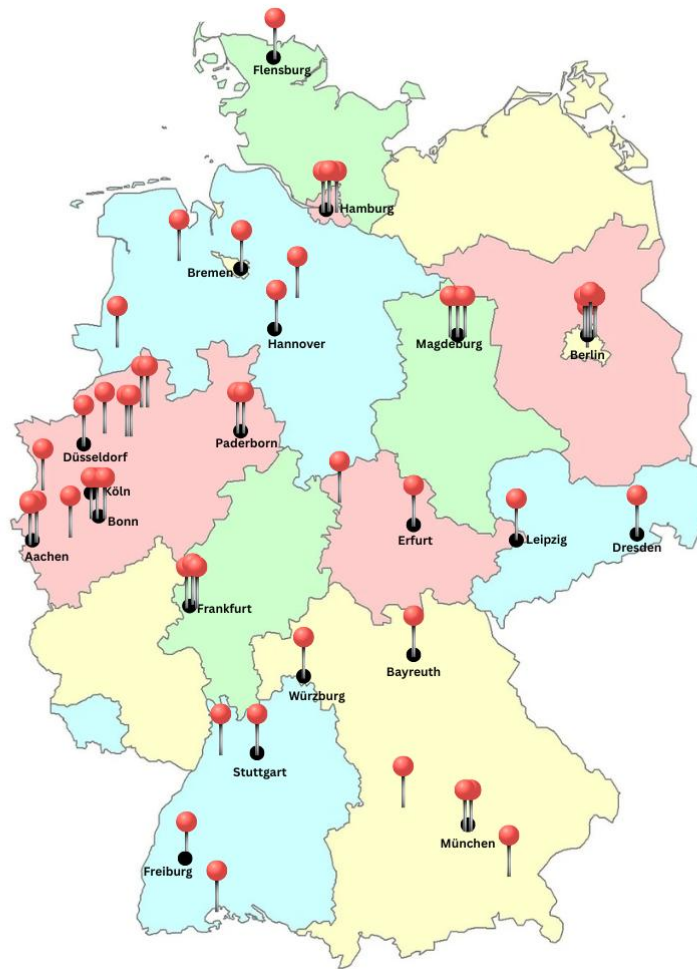 Flensburg
Hamburg
Bremen
Hannover
Magdeburg
Berlin
Paderborn
Düsseldorf
Köln
Bonn
Aachen
Erfurt
Leipzig
Dresden
Frankfurt
Bayreuth
Würzburg
Stuttgart
München
Freiburg